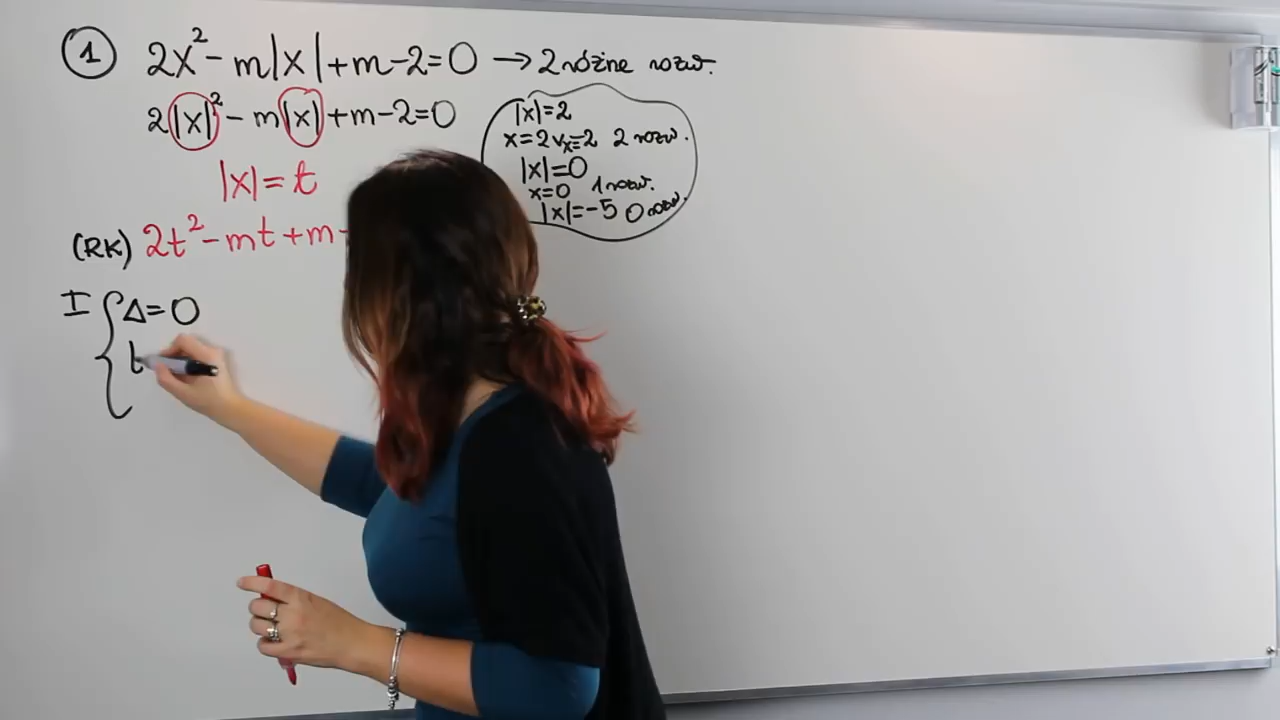 ① 2x² - m|x| + m - 2 = 0 → 2 różne rozw.
2|x|² - m|x| + m - 2 = 0
|x| = t
(RK) 2t² - mt + m -
I { Δ = 0
t
|x| = 2
x = 2 v x = 2 2 rozw.
|x| = 0
x = 0 1 rozw.
|x| = -5 0 rozw.